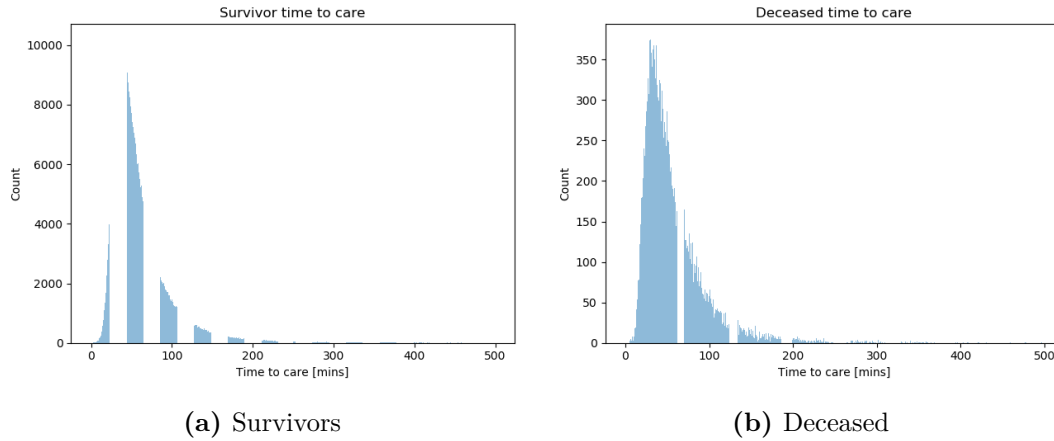 Survivor time to care
10000
8000
6000
4000
2000
0
Count
0 100 200 300 400 500
Time to care [mins]
(a) Survivors
Deceased time to care
350
300
250
200
150
100
50
0
Count
0 100 200 300 400 500
Time to care [mins]
(b) Deceased